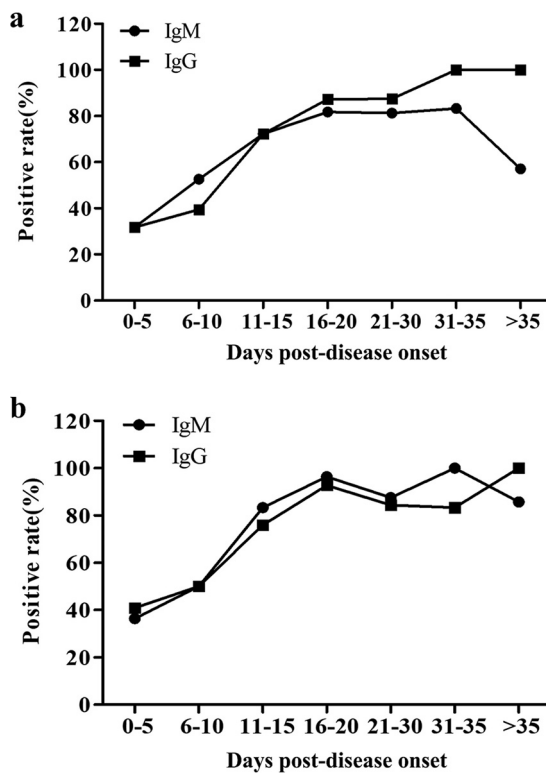 a
IgM
IgG
Positive rate(%)
120
100
80
60
40
20
0
0-5 6-10 11-15 16-20 21-30 31-35 >35
Days post-disease onset
b
IgM
IgG
Positive rate(%)
120
100
80
60
40
20
0
0-5 6-10 11-15 16-20 21-30 31-35 >35
Days post-disease onset